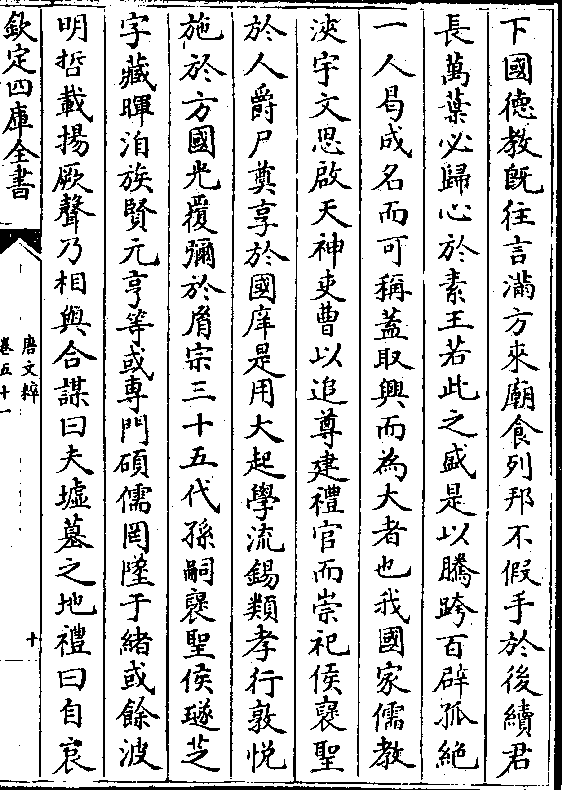 下國德教既往言滿方來廟食列邦不假手於後續君
長萬葉必歸心於素王若此之盛是以騰跨百辟孤絶
一人曷成名而可稱葢取興而為大者也我國家儒教
浹宇文思啟天神吏曹以追尊建禮官而崇祀侯襃聖
於人爵尸奠享於國庠是用大起學流錫類孝行敦悦
施於方國光覆彌於胥宗三十五代孫嗣襃聖侯璲芝
字藏暉洎族賢元亨等或專門碩儒罔墜于緒或餘波
明哲載揚厥聲乃相與合謀曰夫墟墓之地禮曰自哀
欽定四庫全書
唐文粹
卷五十一
十